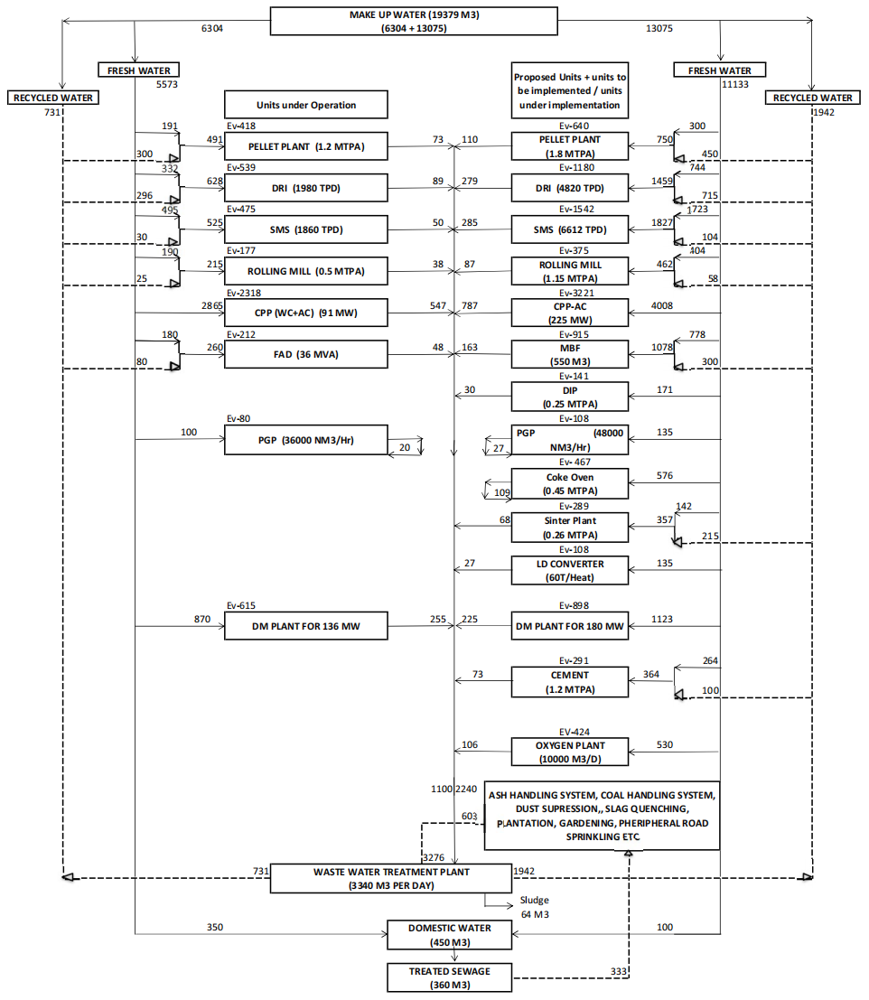 MAKE UP WATER (19379 M3)
(6304 + 13075)
6304
13075
FRESH WATER
5573
FRESH WATER
11133
RECYCLED WATER
731
RECYCLED WATER
1942
Units under Operation
Proposed Units + units to
be implemented / units
under implementation
191
300
491
Ev-418
PELLET PLANT (1.2 MTPA)
73
110
Ev-640
PELLET PLANT
(1.8 MTPA)
750
300
450
332
296
628
Ev-539
DRI (1980 TPD)
89
279
Ev-1180
DRI (4820 TPD)
1459
744
715
495
30
525
Ev-475
SMS (1860 TPD)
50
285
Ev-1542
SMS (6612 TPD)
1827
1723
104
190
25
215
Ev-177
ROLLING MILL (0.5 MTPA)
38
87
Ev-375
ROLLING MILL
(1.15 MTPA)
462
404
58
2865
Ev-2318
CPP (WC+AC) (91 MW)
547
787
Ev-3221
CPP-AC
(225 MW)
4008
180
80
260
Ev-212
FAD (36 MVA)
48
163
Ev-915
MBF
(550 M3)
1078
778
300
30
Ev-141
DIP
(0.25 MTPA)
171
100
Ev-80
PGP (36000 NM3/Hr)
20
27
Ev-108
PGP (48000
NM3/Hr)
135
109
Ev- 467
Coke Oven
(0.45 MTPA)
576
68
Ev-289
Sinter Plant
(0.26 MTPA)
357
142
215
27
Ev-108
LD CONVERTER
(60T/Heat)
135
870
Ev-615
DM PLANT FOR 136 MW
255
225
Ev-898
DM PLANT FOR 180 MW
1123
73
Ev-291
CEMENT
(1.2 MTPA)
364
264
100
106
EV-424
OXYGEN PLANT
(10000 M3/D)
530
1100 2240
603
ASH HANDLING SYSTEM, COAL HANDLING SYSTEM,
DUST SUPRESSION,, SLAG QUENCHING,
PLANTATION, GARDENING, PHERIPHERAL ROAD
SPRINKLING ETC
3276
731
WASTE WATER TREATMENT PLANT
(3340 M3 PER DAY)
1942
Sludge
64 M3
350
DOMESTIC WATER
(450 M3)
100
TREATED SEWAGE
(360 M3)
333